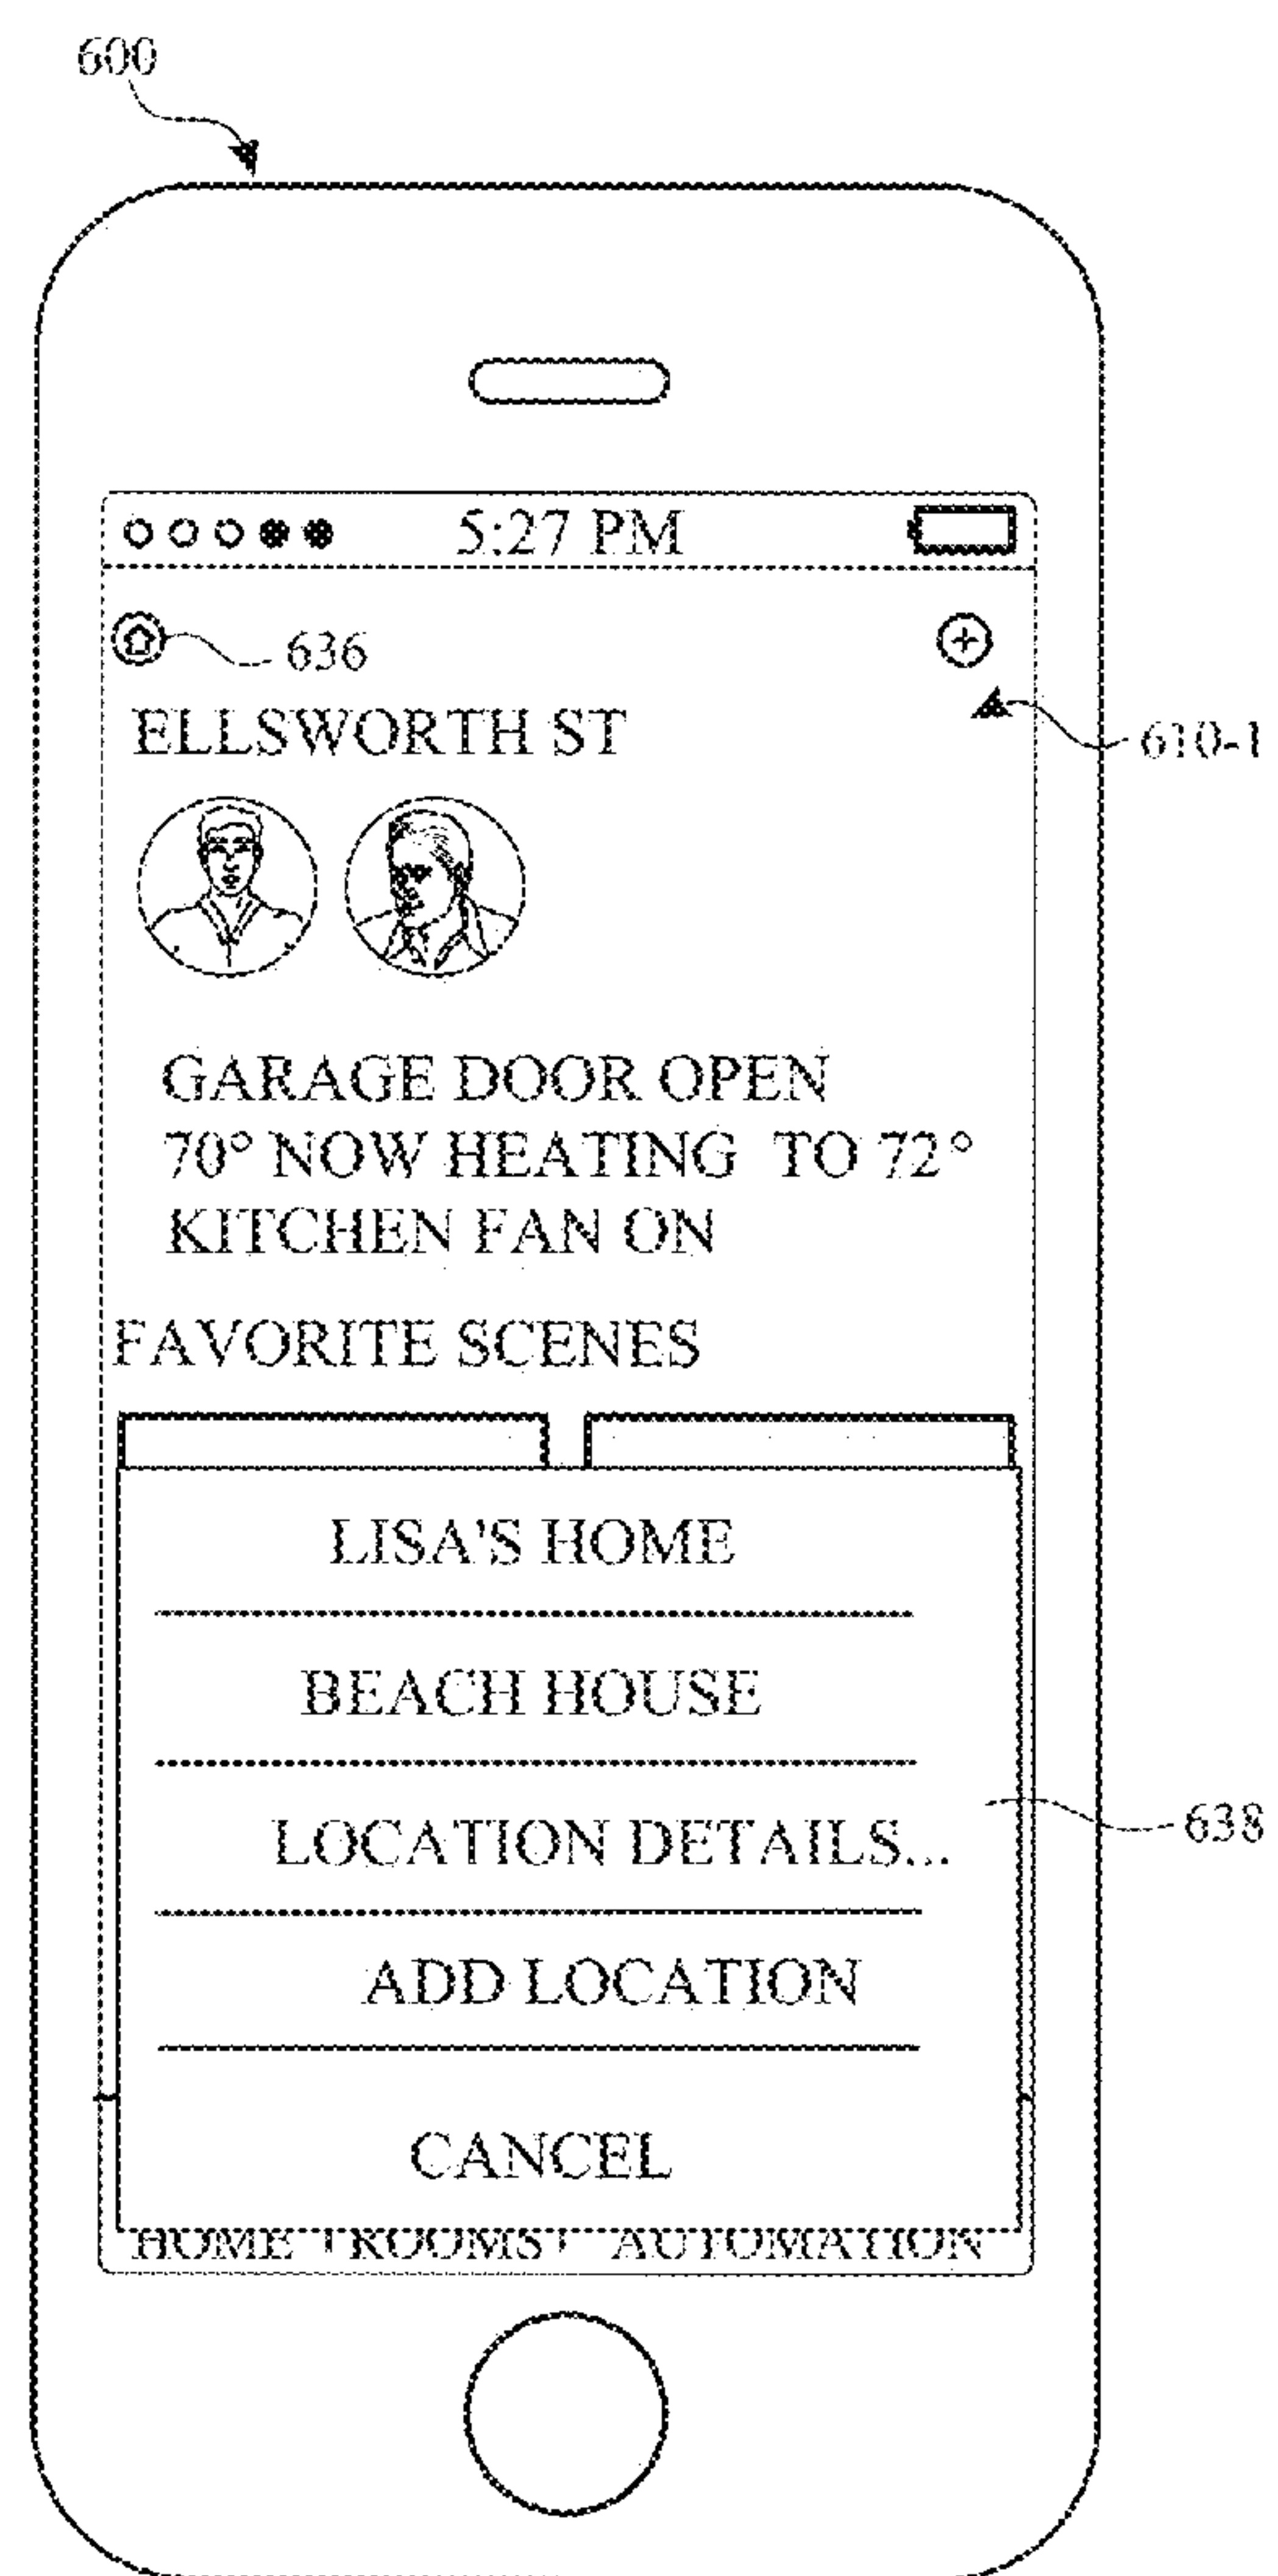 600
5:27 PM
636
ELLSWORTH ST
610-1
GARAGE DOOR OPEN
70° NOW HEATING TO 72°
KITCHEN FAN ON
FAVORITE SCENES
LISA'S HOME
BEACH HOUSE
LOCATION DETAILS...
638
ADD LOCATION
CANCEL
HOME ROOMS AUTOMATION